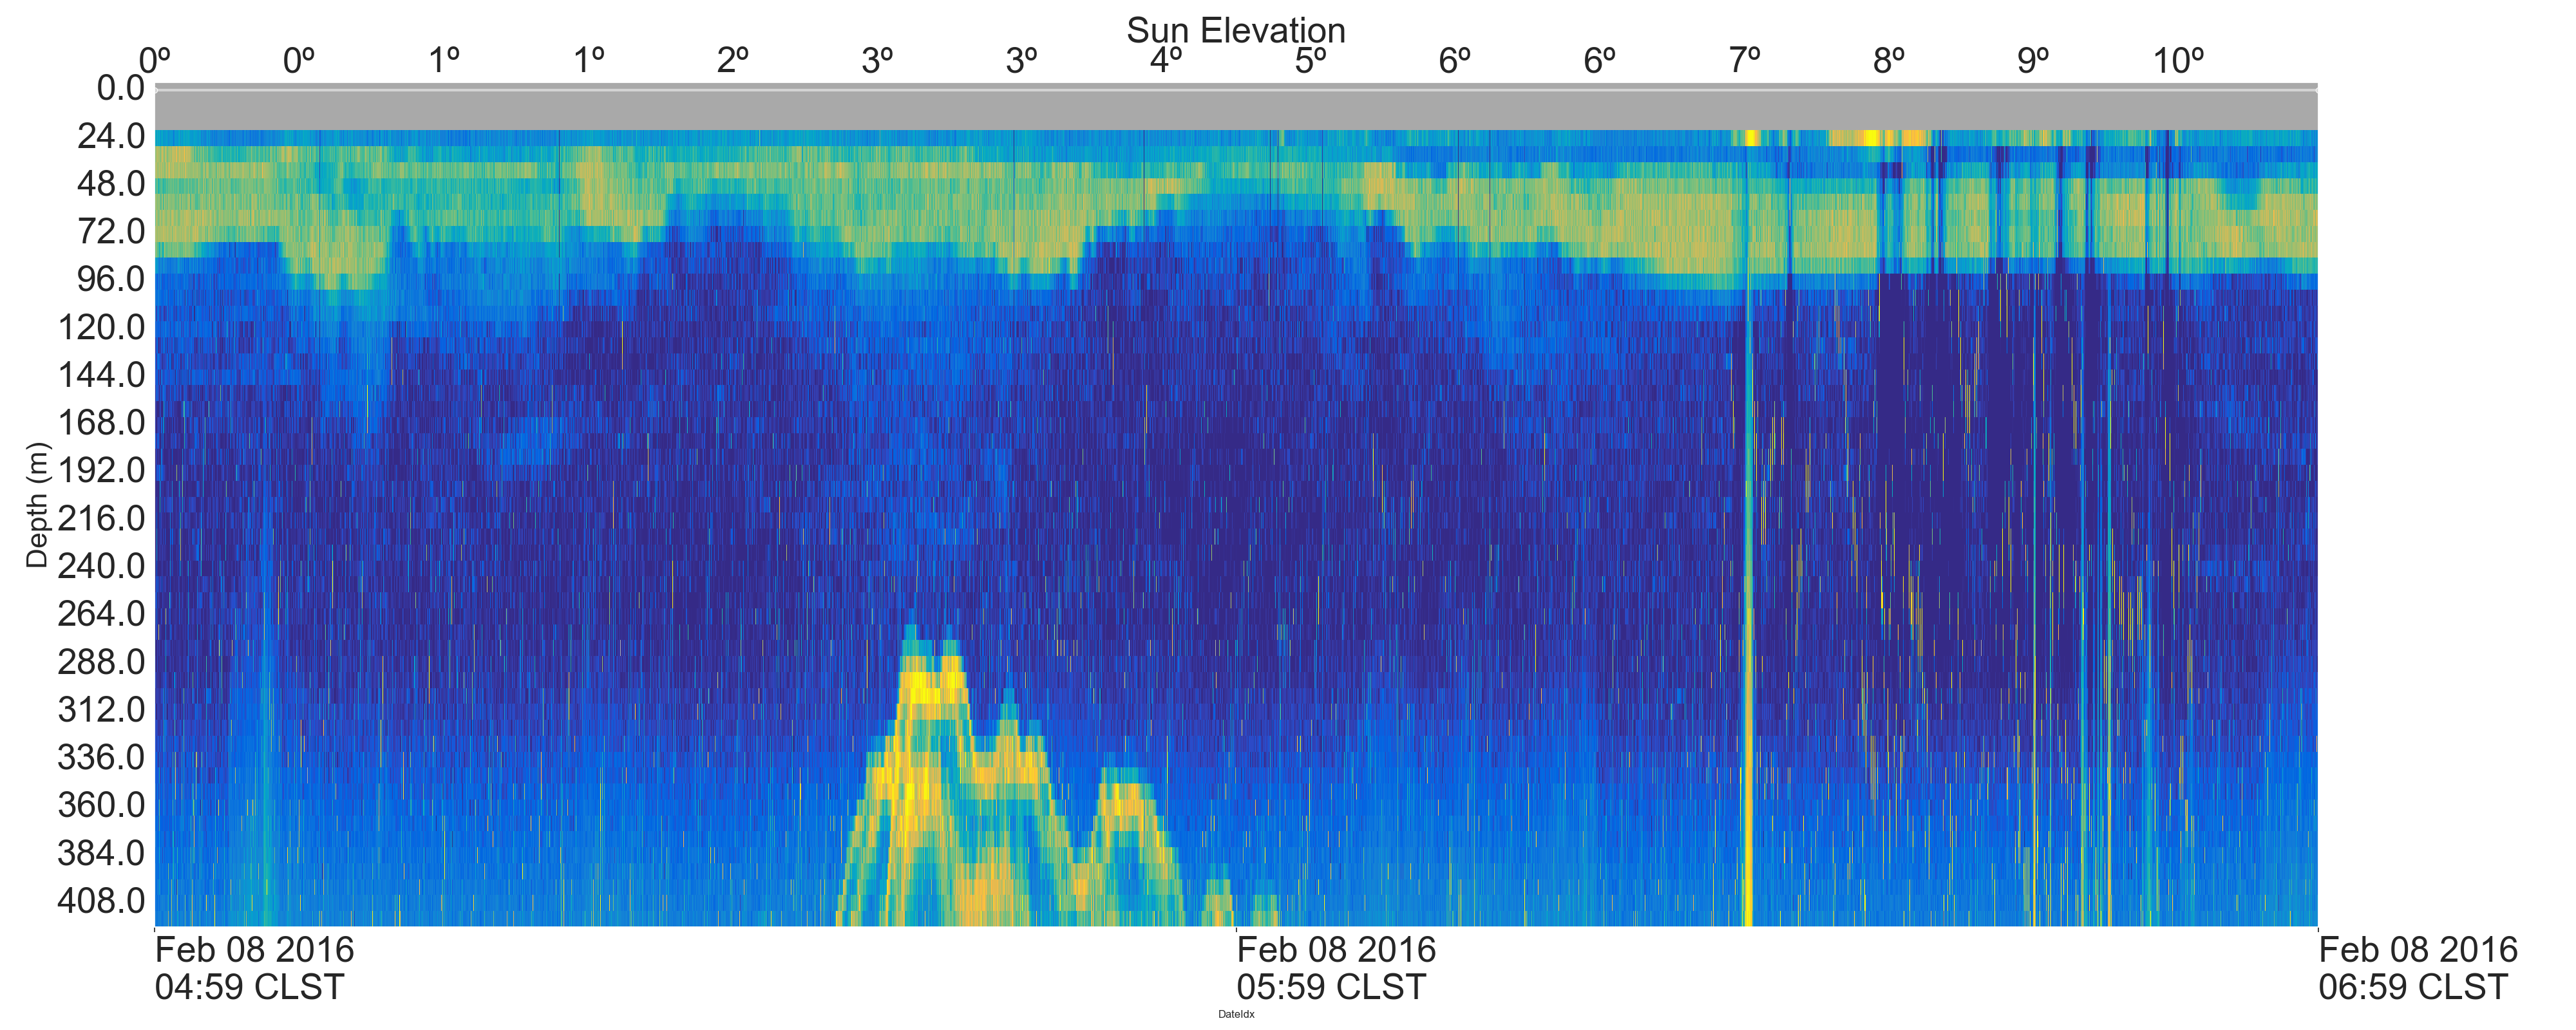 Sun Elevation
0º 0º 1º 1º 2º 3º 3º 4º 5º 6º 6º 7º 8º 9º 10º
0.0
24.0
48.0
72.0
96.0
120.0
144.0
168.0
192.0
216.0
240.0
264.0
288.0
312.0
336.0
360.0
384.0
408.0
Depth (m)
Feb 08 2016
04:59 CLST
Feb 08 2016
05:59 CLST
Feb 08 2016
06:59 CLST
DateIdx